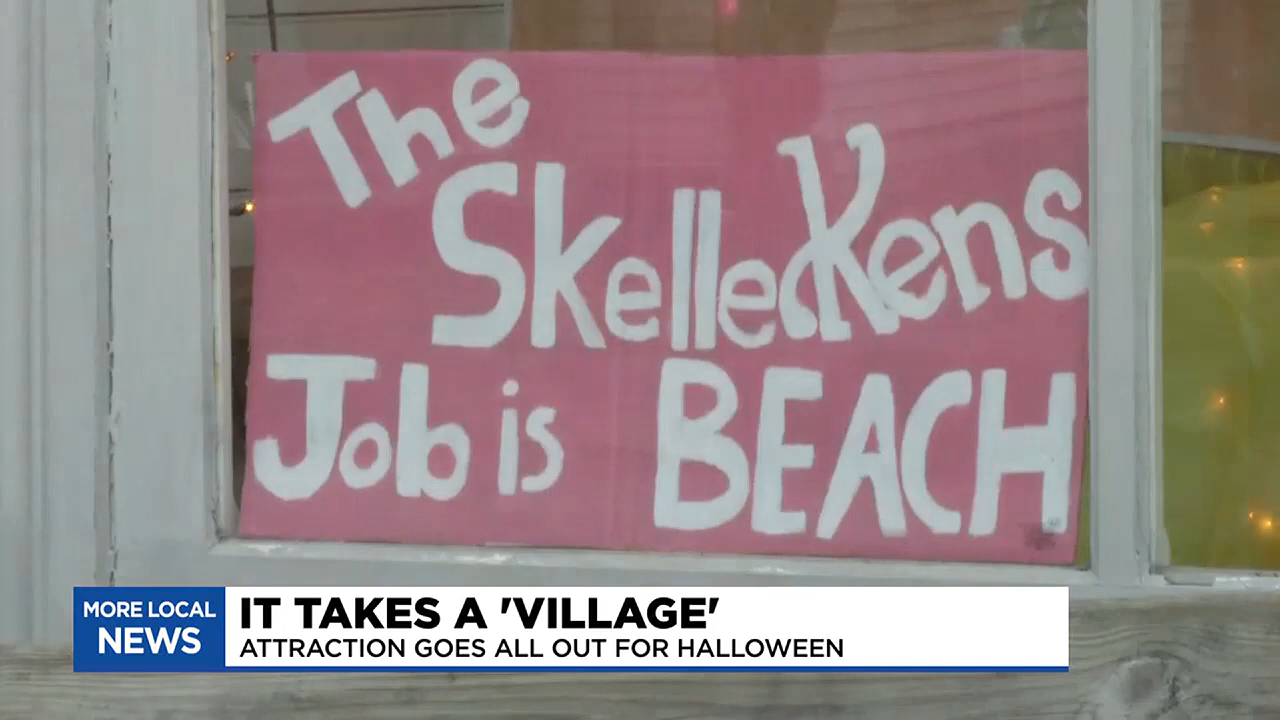 The
SkelleKens
Job is BEACH
MORE LOCAL
NEWS
IT TAKES A 'VILLAGE'
ATTRACTION GOES ALL OUT FOR HALLOWEEN